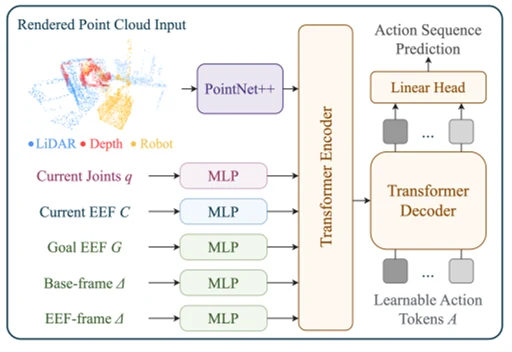 Rendered Point Cloud Input
PointNet++
LiDAR Depth Robot
Current Joints q
MLP
Current EEF C
MLP
Goal EEF G
MLP
Base-frame Δ
MLP
EEF-frame Δ
MLP
Transformer Encoder
Action Sequence
Prediction
Linear Head
...
Transformer
Decoder
...
Learnable Action
Tokens A